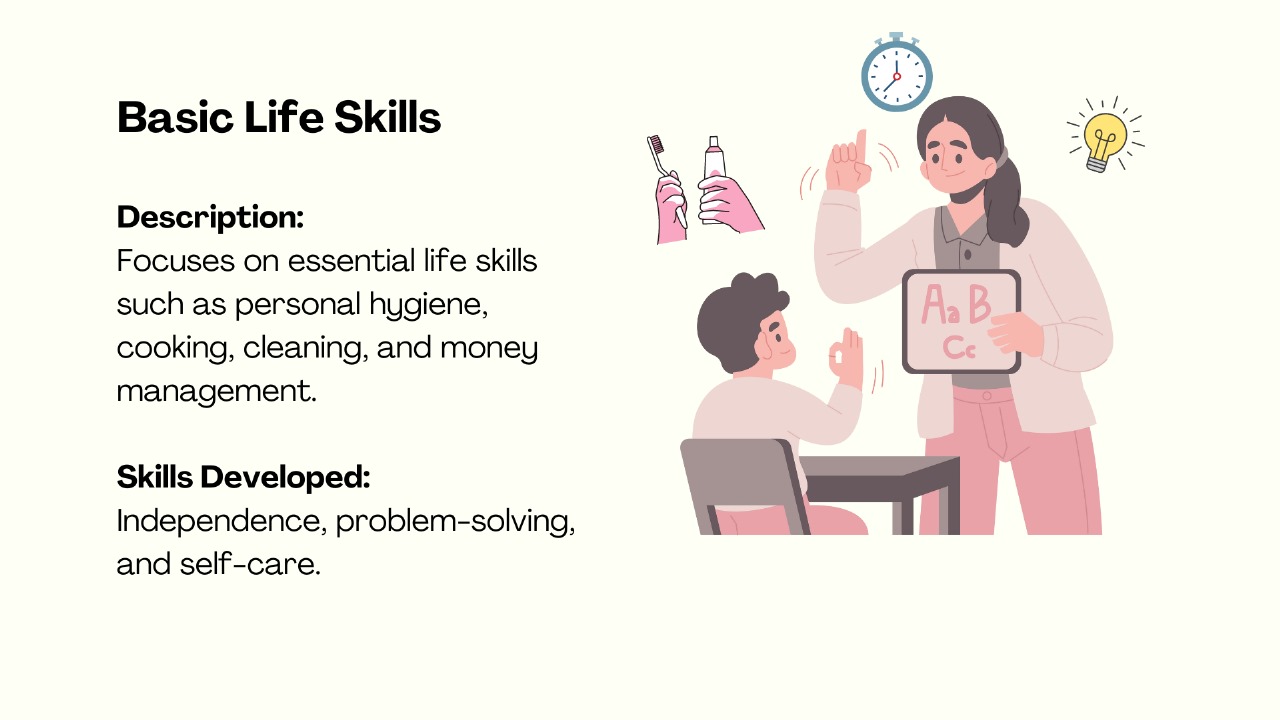 Basic Life Skills
Description:
Focuses on essential life skills
such as personal hygiene,
cooking, cleaning, and money
management.
Skills Developed:
Independence, problem-solving,
and self-care.
Aa B
Cc